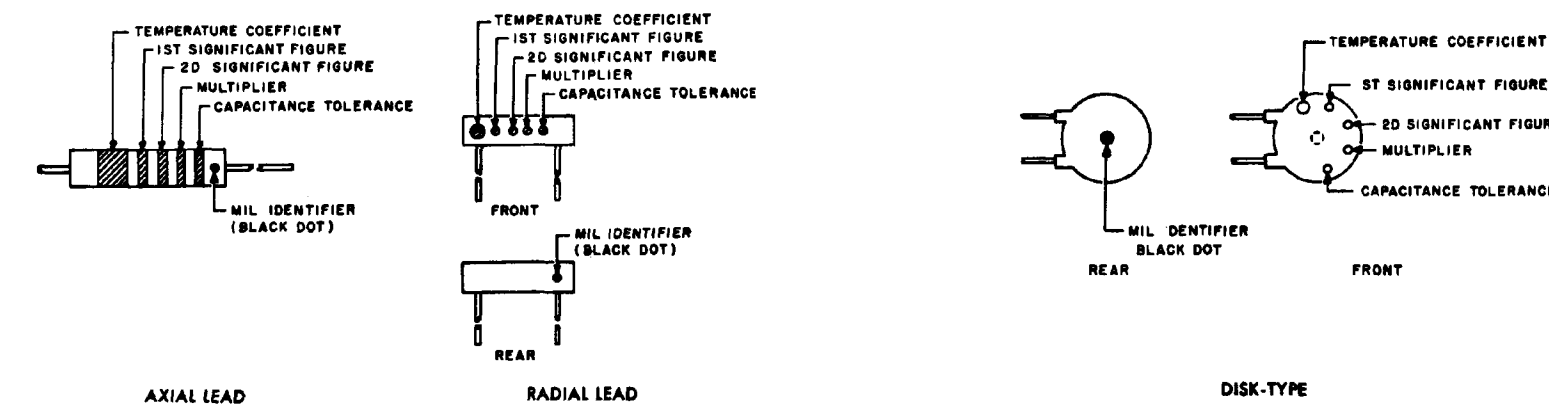 TEMPERATURE COEFFICIENT
1ST SIGNIFICANT FIGURE
2D SIGNIFICANT FIGURE
MULTIPLIER
CAPACITANCE TOLERANCE
MIL IDENTIFIER
(BLACK DOT)
AXIAL LEAD
TEMPERATURE COEFFICIENT
1ST SIGNIFICANT FIGURE
2D SIGNIFICANT FIGURE
MULTIPLIER
CAPACITANCE TOLERANCE
FRONT
MIL IDENTIFIER
(BLACK DOT)
REAR
RADIAL LEAD
MIL DENTIFIER
BLACK DOT
REAR
TEMPERATURE COEFFICIENT
ST SIGNIFICANT FIGURE
2D SIGNIFICANT FIGUR
MULTIPLIER
CAPACITANCE TOLERANC
FRONT
DISK-TYPE